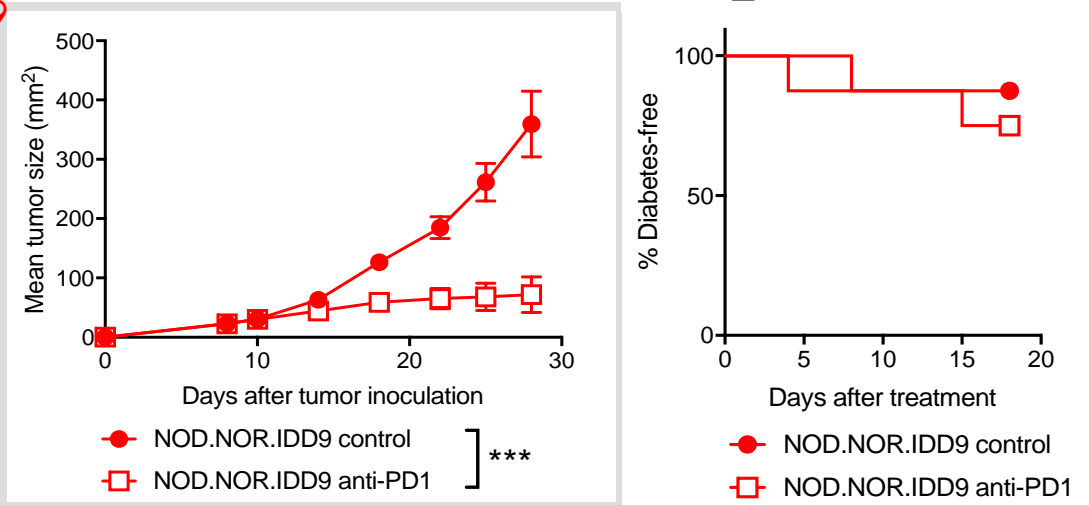 500
400
300
200
100
0
Mean tumor size (mm²)
0 10 20 30
Days after tumor inoculation
NOD.NOR.IDD9 control
NOD.NOR.IDD9 anti-PD1
***
100
50
0
% Diabetes-free
0 5 10 15 20
Days after treatment
NOD.NOR.IDD9 control
NOD.NOR.IDD9 anti-PD1